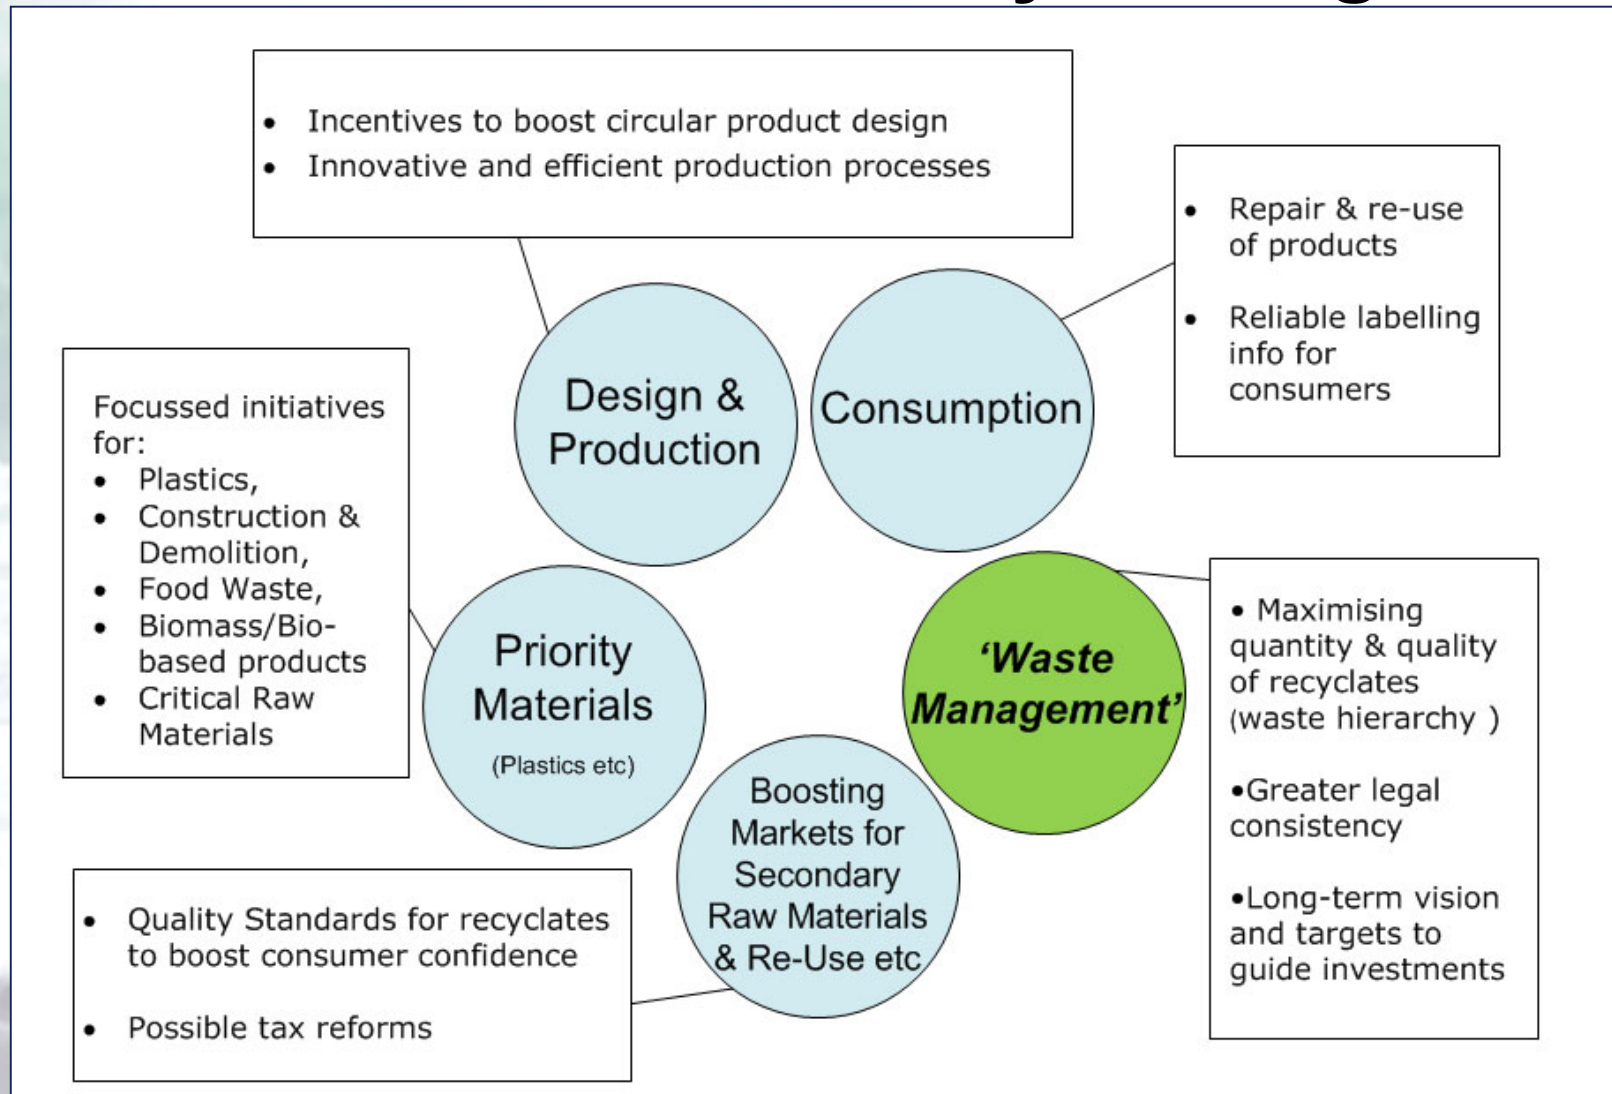 • Incentives to boost circular product design
• Innovative and efficient production processes
• Repair & re-use
of products
• Reliable labelling
info for
consumers
Design &
Production
Consumption
Focussed initiatives
for:
• Plastics,
• Construction &
Demolition,
• Food Waste,
• Biomass/Bio-
based products
• Critical Raw
Materials
Priority
Materials
(Plastics etc)
‘Waste
Management’
• Maximising
quantity & quality
of recyclates
(waste hierarchy )
•Greater legal
consistency
•Long-term vision
and targets to
guide investments
Boosting
Markets for
Secondary
Raw Materials
& Re-Use etc
• Quality Standards for recyclates
to boost consumer confidence
• Possible tax reforms